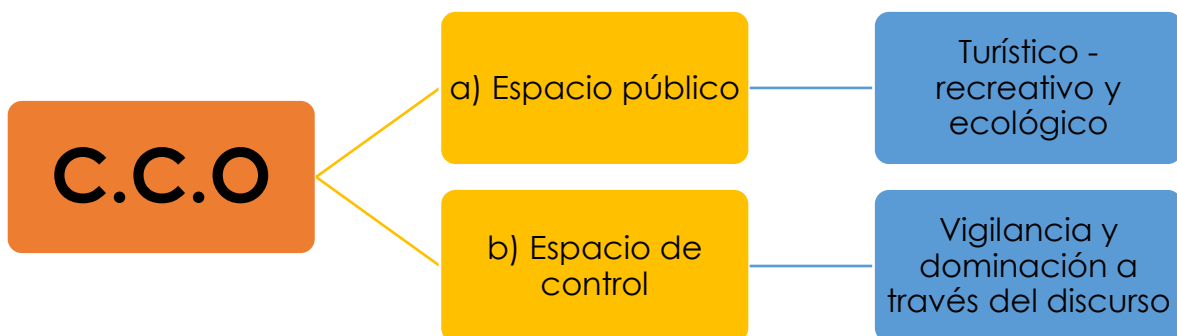 C.C.O
a) Espacio público
Turístico -
recreativo y
ecológico
b) Espacio de
control
Vigilancia y
dominación a
través del discurso